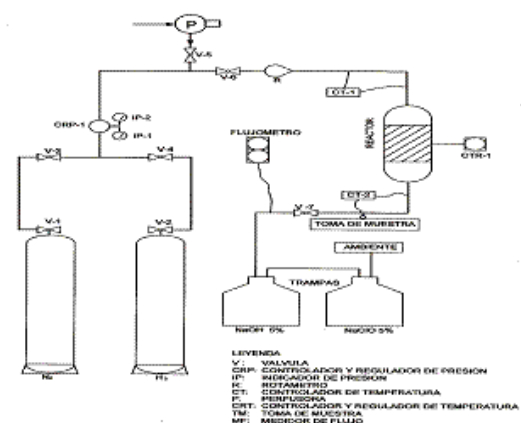 P
V-5
V-6
R
CT-1
IP-2
CRP-1
IP-1
FLUJOMETRO
REACTOR
CTR-1
V-3
V-4
CT-2
V-7
TOMA DE MUESTRA
V-1
V-2
AMBIENTE
TRAMPAS
NaOH 5%
NaClO 5%
N₂
LEYENDA
V : VALVULA
CRP: CONTROLADOR Y REGULADOR DE PRESION
IP: INDICADOR DE PRESION
R: ROTAMETRO
CT: CONTROLADOR DE TEMPERATURA
P: PERFUSORA
CRT: CONTROLADOR Y REGULADOR DE TEMPERATURA
TM: TOMA DE MUESTRA
MF: MEDIDOR DE FLUJO